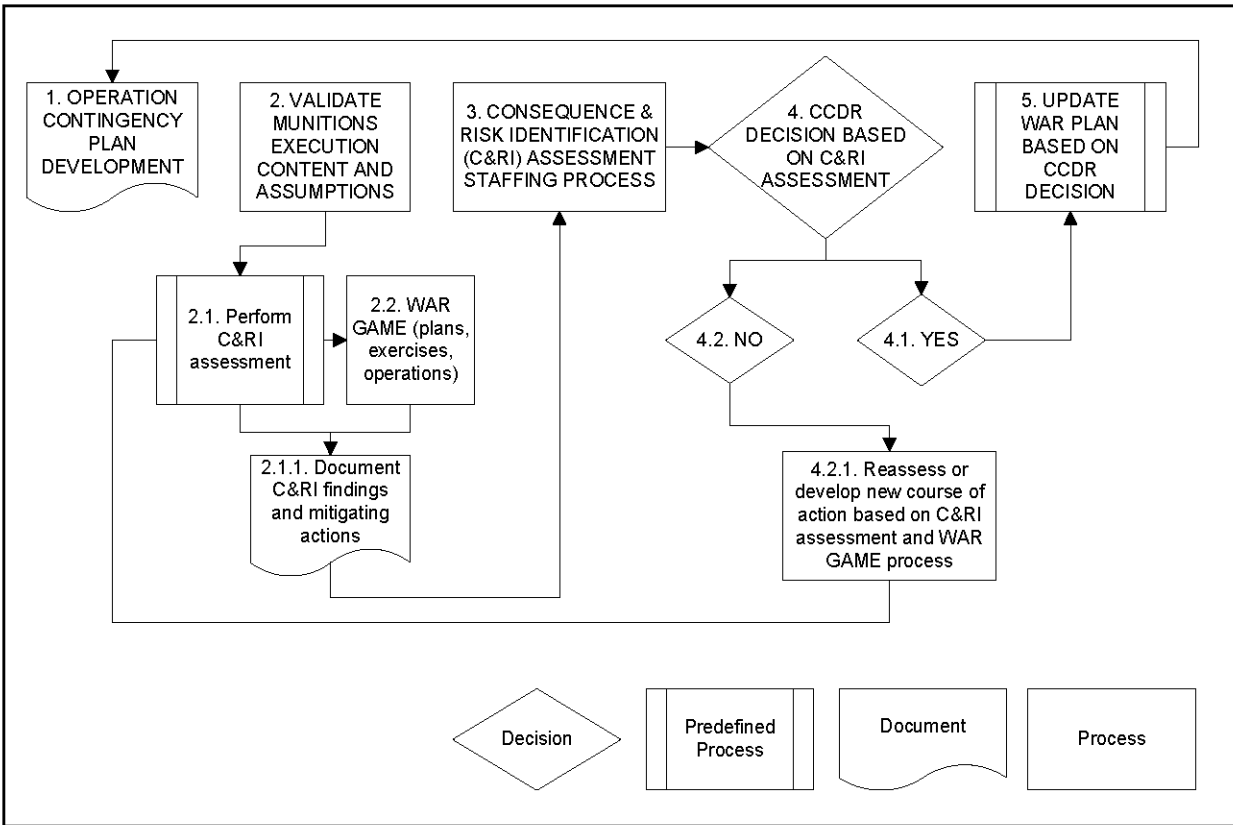 1. OPERATION
CONTINGENCY
PLAN
DEVELOPMENT
2. VALIDATE
MUNITIONS
EXECUTION
CONTENT AND
ASSUMPTIONS
3. CONSEQUENCE &
RISK IDENTIFICATION
(C&RI) ASSESSMENT
STAFFING PROCESS
4. CCDR
DECISION BASED
ON C&RI
ASSESSMENT
5. UPDATE
WAR PLAN
BASED ON
CCDR
DECISION
2.1. Perform
C&RI
assessment
2.2. WAR
GAME (plans,
exercises,
operations)
4.2. NO
4.1. YES
2.1.1. Document
C&RI findings
and mitigating
actions
4.2.1. Reassess or
develop new course of
action based on C&RI
assessment and WAR
GAME process
Decision
Predefined
Process
Document
Process